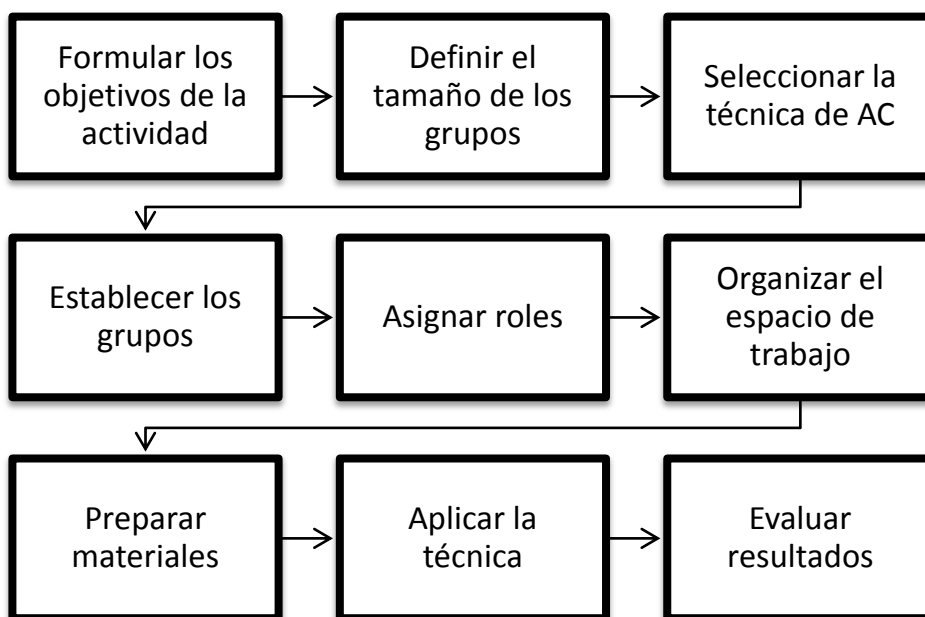 Formular los
objetivos de la
actividad
Definir el
tamaño de los
grupos
Seleccionar la
técnica de AC
Establecer los
grupos
Asignar roles
Organizar el
espacio de
trabajo
Preparar
materiales
Aplicar la
técnica
Evaluar
resultados